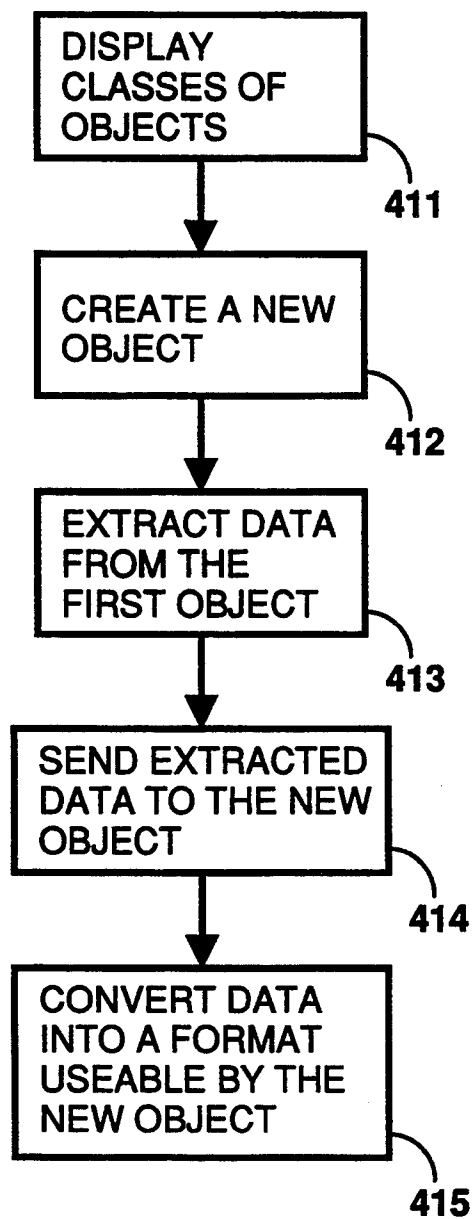 DISPLAY
CLASSES OF
OBJECTS
411
CREATE A NEW
OBJECT
412
EXTRACT DATA
FROM THE
FIRST OBJECT
413
SEND EXTRACTED
DATA TO THE NEW
OBJECT
414
CONVERT DATA
INTO A FORMAT
USEABLE BY THE
NEW OBJECT
415